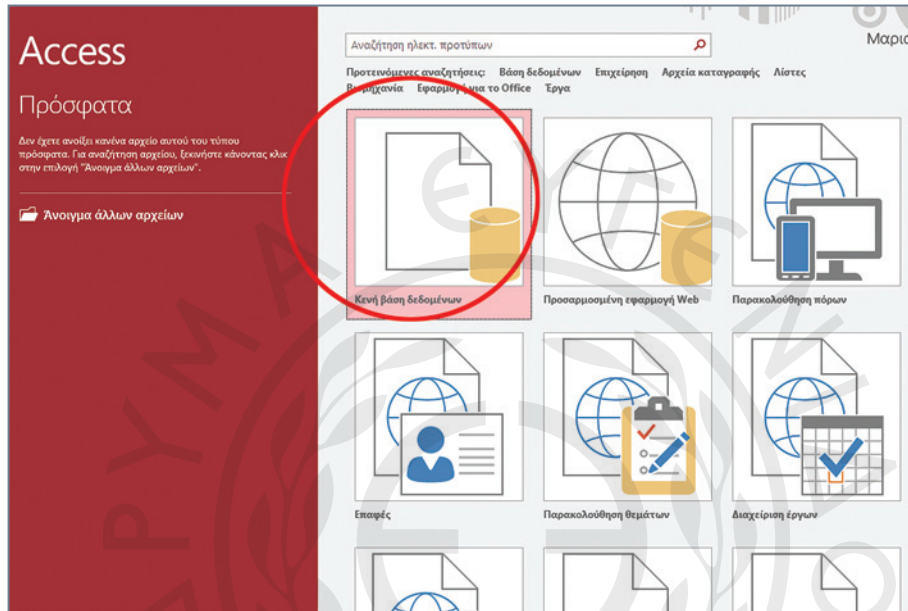 Access
Πρόσφατα
Δεν έχετε ανοίξει κανένα αρχείο αυτού του τύπου
πρόσφατα. Για αναζήτηση αρχείου, ξεκινήστε κάνοντας κλικ
στην επιλογή "Άνοιγμα άλλων αρχείων".
Άνοιγμα άλλων αρχείων
Αναζήτηση ηλεκτ. προτύπων
Μαρια
Προτεινόμενες αναζητήσεις: Βάση δεδομένων Επιχείρηση Αρχεία καταγραφής Λίστες
Βιομηχανία Εφαρμογή για το Office Έργα
Κενή βάση δεδομένων
Προσαρμοσμένη εφαρμογή Web
Παρακολούθηση πόρων
Επαφές
Παρακολούθηση θεμάτων
Διαχείριση έργων
ΡΥΜΑ ΕΥΓΕΝ